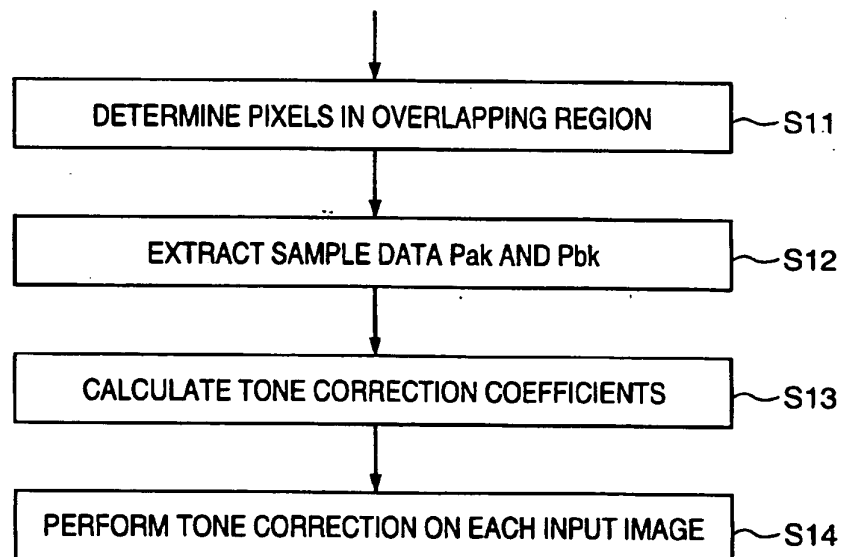 DETERMINE PIXELS IN OVERLAPPING REGION
S11
EXTRACT SAMPLE DATA Pak AND Pbk
S12
CALCULATE TONE CORRECTION COEFFICIENTS
S13
PERFORM TONE CORRECTION ON EACH INPUT IMAGE
S14